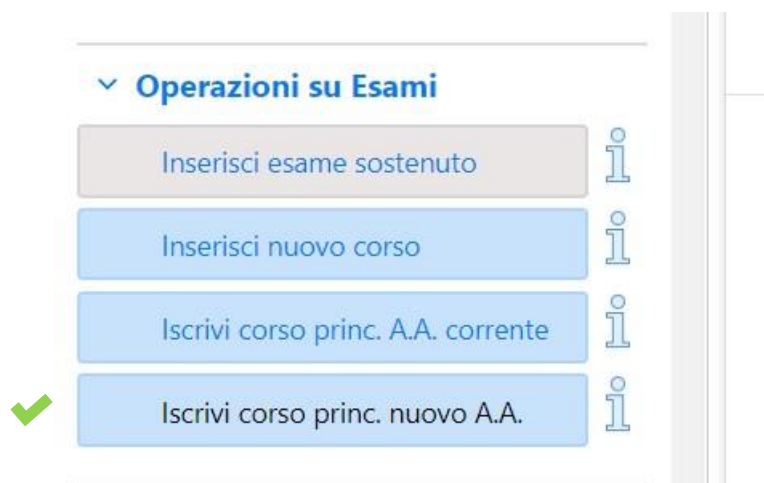 Operazioni su Esami
Inserisci esame sostenuto
Inserisci nuovo corso
Iscrivi corso princ. A.A. corrente
Iscrivi corso princ. nuovo A.A.